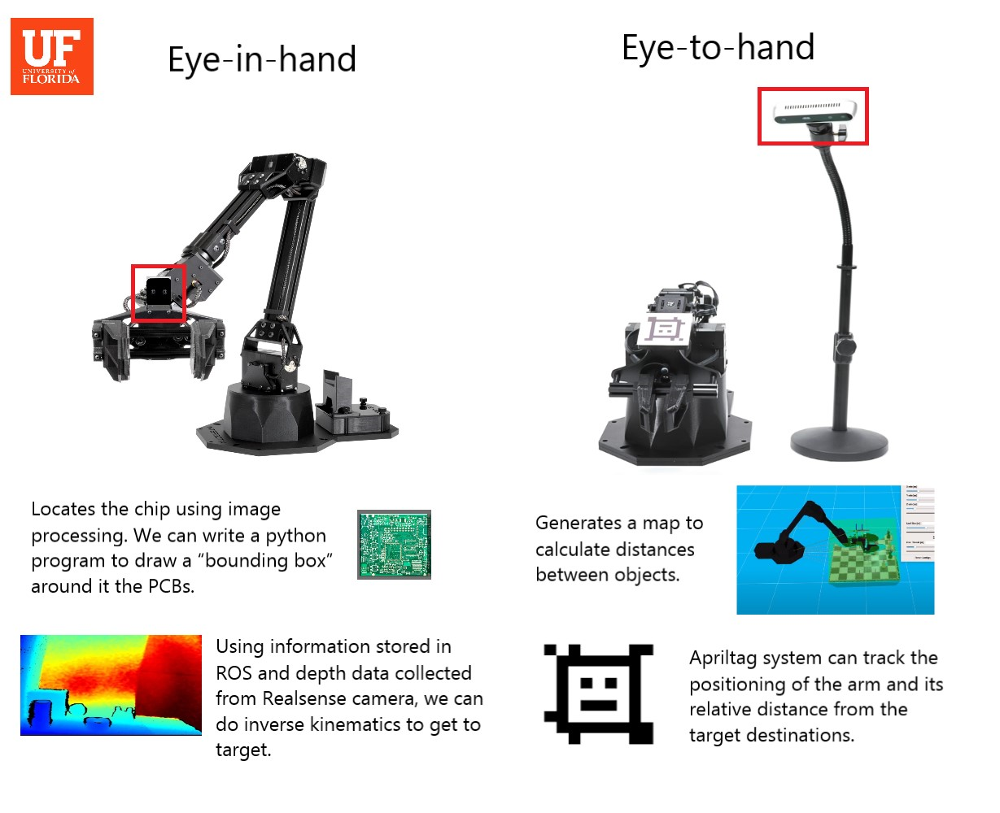 UF
UNIVERSITY of
FLORIDA
Eye-in-hand
Eye-to-hand
Locates the chip using image
processing. We can write a python
program to draw a “bounding box”
around it the PCBs.
Using information stored in
ROS and depth data collected
from Realsense camera, we can
do inverse kinematics to get to
target.
Generates a map to
calculate distances
between objects.
Apriltag system can track the
positioning of the arm and its
relative distance from the
target destinations.